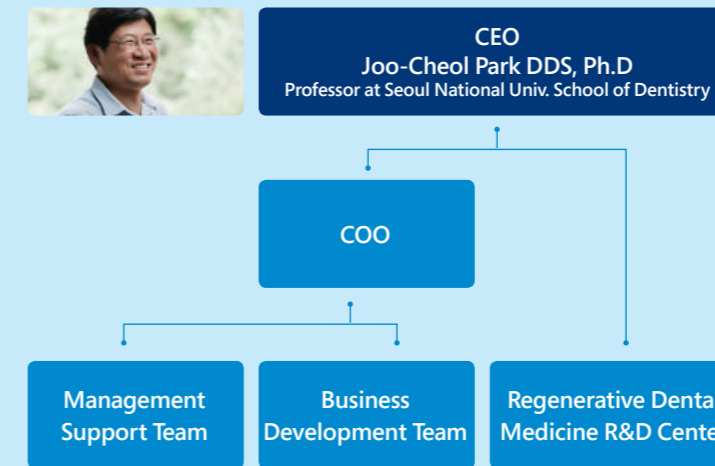 CEO
Joo-Cheol Park DDS, Ph.D
Professor at Seoul National Univ. School of Dentistry
COO
Management
Support Team
Business
Development Team
Regenerative Denta
Medicine R&D Cente